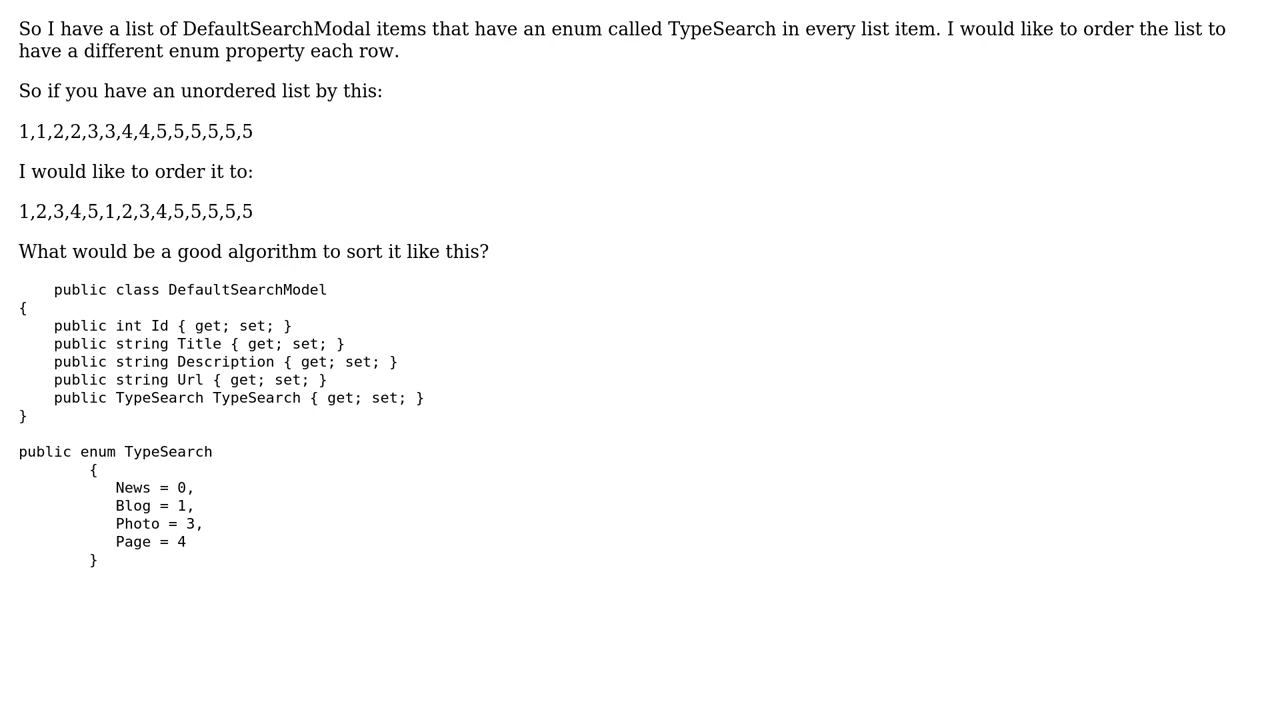 So I have a list of DefaultSearchModal items that have an enum called TypeSearch in every list item. I would like to order the list to
have a different enum property each row.
So if you have an unordered list by this:
1,1,2,2,3,3,4,4,5,5,5,5,5,5
I would like to order it to:
1,2,3,4,5,1,2,3,4,5,5,5,5,5
What would be a good algorithm to sort it like this?
    public class DefaultSearchModel
{
    public int Id { get; set; }
    public string Title { get; set; }
    public string Description { get; set; }
    public string Url { get; set; }
    public TypeSearch TypeSearch { get; set; }
}
public enum TypeSearch
        {
           News = 0,
           Blog = 1,
           Photo = 3,
           Page = 4
        }